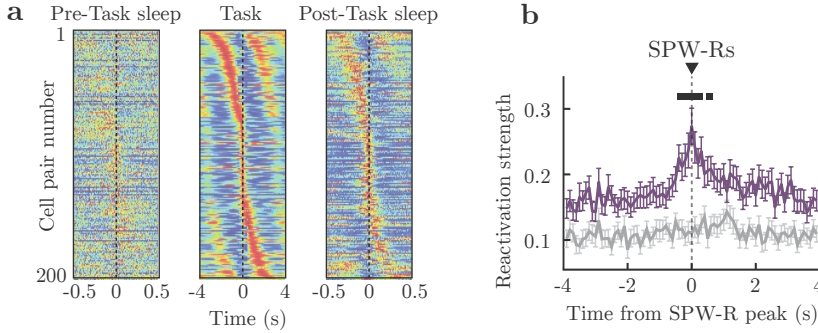 a
Pre-Task sleep Task Post-Task sleep
Cell pair number
1
200
-0.5 0 0.5 -4 0 4 -0.5 0 0.5
Time (s)
b
SPW-Rs
Reactivation strength
0.3
0.2
0.1
-4 -2 0 2 4
Time from SPW-R peak (s)